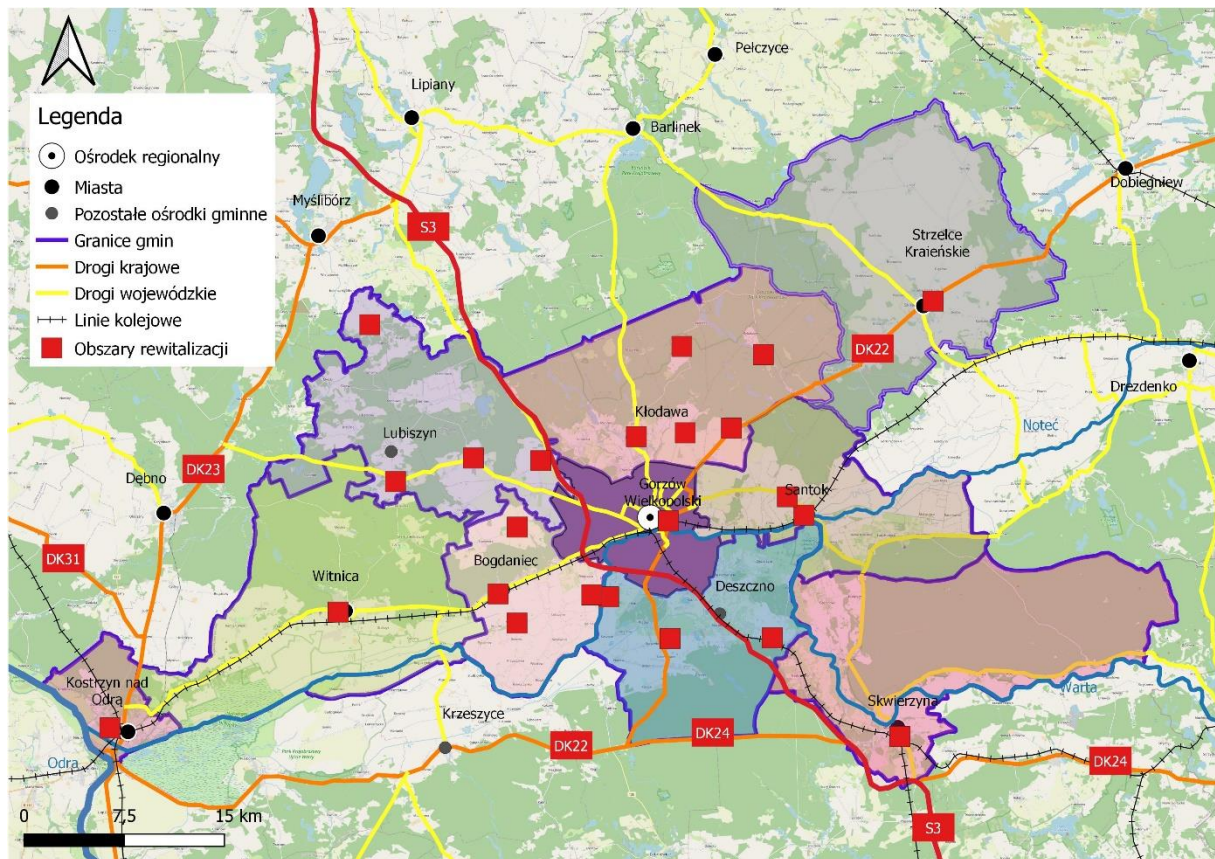 Legenda
Ośrodek regionalny
Miasta
Pozostałe ośrodki gminne
Granice gmin
Drogi krajowe
Drogi wojewódzkie
Linie kolejowe
Obszary rewitalizacji
Pełczyce
Lipiany
Barlinek
Dobiegniew
Myślibórz
S3
Strzelce
Kraieńskie
DK22
Drezdenko
Kłodawa
Noteć
Lubiszyn
DK23
Dębno
Gorzów
Wielkopolski
Santok
DK31
Bogdaniec
Witnica
Deszczno
Kostrzyn nad
Odrą
Skwierzyna
Warta
Krzeszyce
DK22
DK24
DK24
Odra
0 7,5 15 km
S3